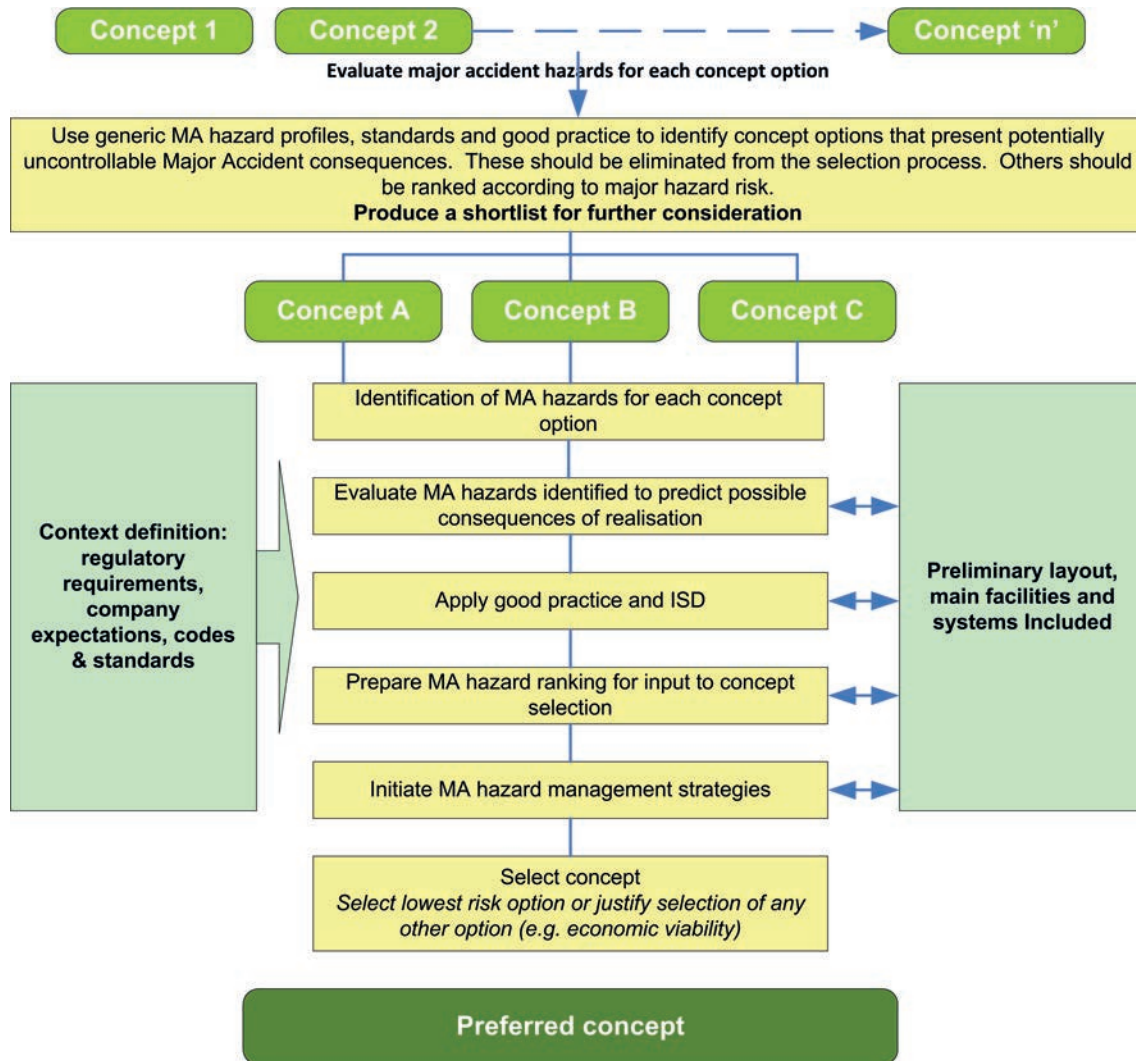 Concept 1
Concept 2
Concept ‘n’
Evaluate major accident hazards for each concept option
Use generic MA hazard profiles, standards and good practice to identify concept options that present potentially
uncontrollable Major Accident consequences.  These should be eliminated from the selection process.  Others should
be ranked according to major hazard risk.
Produce a shortlist for further consideration
Concept A
Concept B
Concept C
Identification of MA hazards for each concept
option
Evaluate MA hazards identified to predict possible
consequences of realisation
Context definition:
regulatory
requirements,
company
expectations, codes
& standards
Apply good practice and ISD
Preliminary layout,
main facilities and
systems Included
Prepare MA hazard ranking for input to concept
selection
Initiate MA hazard management strategies
Select concept
Select lowest risk option or justify selection of any
other option (e.g. economic viability)
Preferred concept